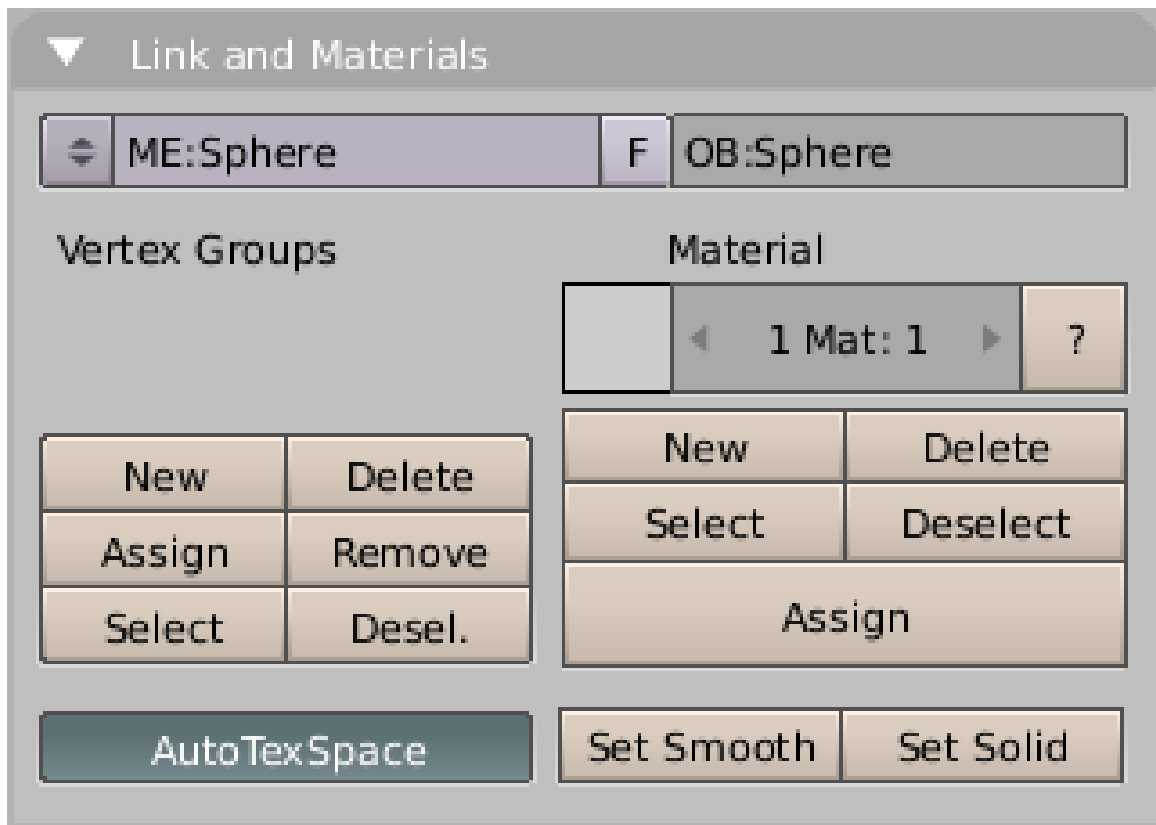 Link and Materials
ME:Sphere F OB:Sphere
Vertex Groups
Material
1 Mat: 1 ?
New Delete
Assign Remove
Select Desel.
New Delete
Select Deselect
Assign
AutoTexSpace
Set Smooth Set Solid